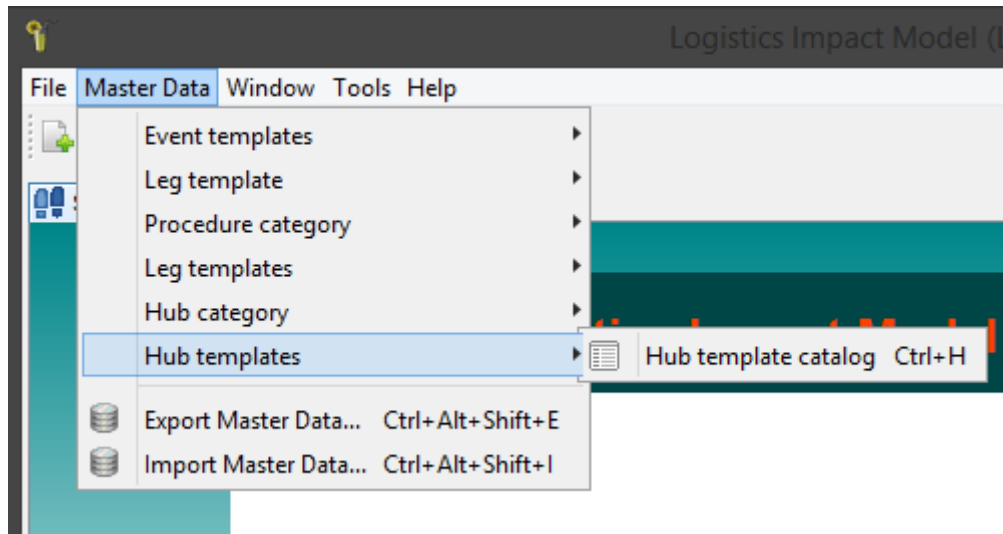 Logistics Impact Model (
File Master Data Window Tools Help
Event templates
Leg template
Procedure category
Leg templates
Hub category
Hub templates
Hub template catalog Ctrl+H
Export Master Data... Ctrl+Alt+Shift+E
Import Master Data... Ctrl+Alt+Shift+I